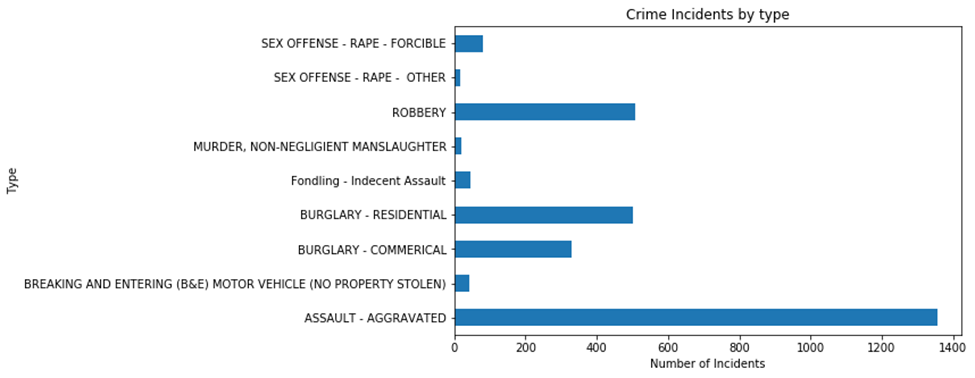 Crime Incidents by type
SEX OFFENSE - RAPE - FORCIBLE
SEX OFFENSE - RAPE -  OTHER
ROBBERY
MURDER, NON-NEGLIGIENT MANSLAUGHTER
Fondling - Indecent Assault
BURGLARY - RESIDENTIAL
BURGLARY - COMMERICAL
BREAKING AND ENTERING (B&E) MOTOR VEHICLE (NO PROPERTY STOLEN)
ASSAULT - AGGRAVATED
Type
0 200 400 600 800 1000 1200 1400
Number of Incidents